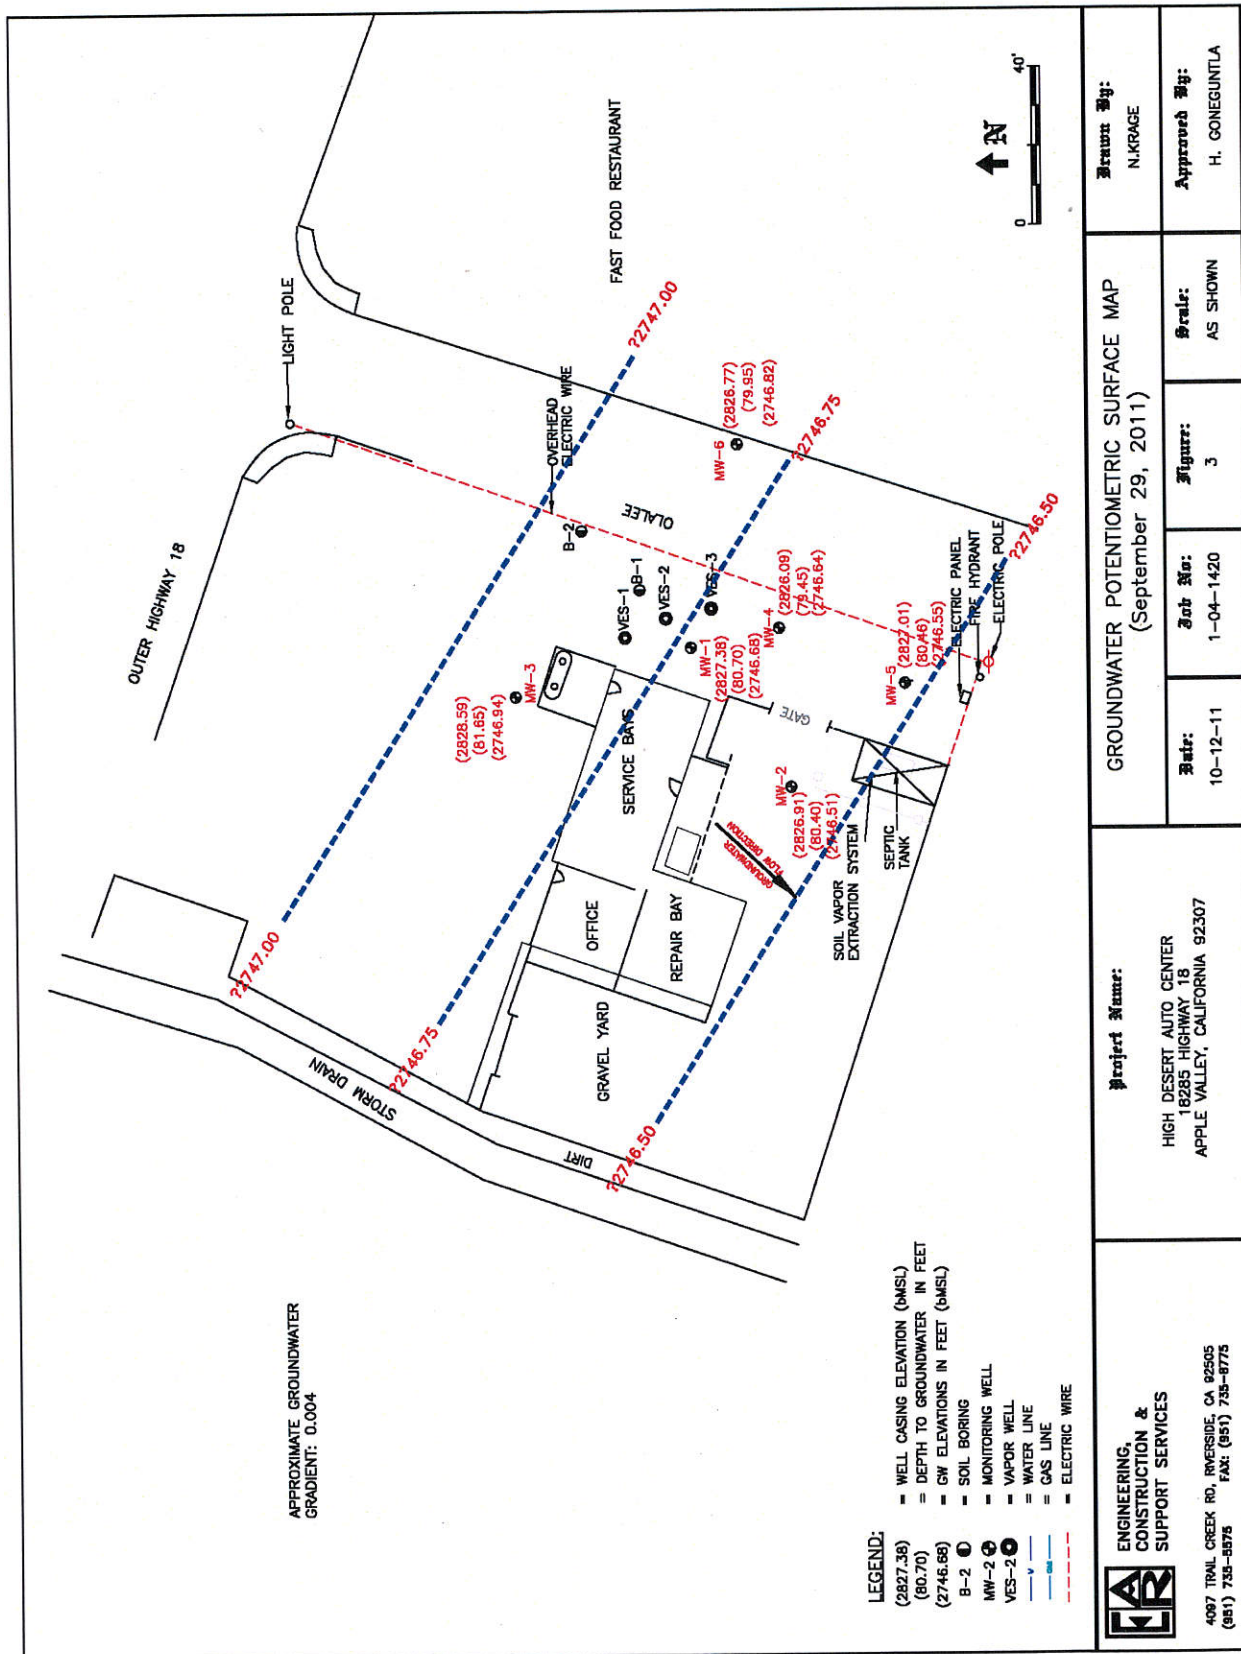 OUTER HIGHWAY 18
LIGHT POLE
FAST FOOD RESTAURANT
OVERHEAD
ELECTRIC WIRE
OLALEE
STORM DRAIN
DIRT
?2747.00
?2747.00
?2746.75
?2746.75
?2746.50
?2746.50
B-2
B-1
VES-1
VES-2
VES-3
MW-3
(2828.59)
(81.65)
(2746.94)
MW-6
(2826.77)
(79.95)
(2746.82)
MW-1
(2827.38)
(80.70)
(2746.68)
MW-4
(2826.09)
(79.45)
(2746.64)
MW-5
(2827.01)
(80.46)
(2746.55)
MW-2
(2826.91)
(80.40)
(2746.51)
SERVICE BAYS
OFFICE
REPAIR BAY
GRAVEL YARD
GATE
GROUNDWATER
FLOW DIRECTION
SOIL VAPOR
EXTRACTION SYSTEM
SEPTIC
TANK
ELECTRIC PANEL
FIRE HYDRANT
ELECTRIC POLE
N
0 40'
APPROXIMATE GROUNDWATER
GRADIENT: 0.004
LEGEND:
(2827.38) = WELL CASING ELEVATION (bMSL)
(80.70) = DEPTH TO GROUNDWATER IN FEET
(2746.68) = GW ELEVATIONS IN FEET (bMSL)
B-2 = SOIL BORING
MW-2 = MONITORING WELL
VES-2 = VAPOR WELL
W = WATER LINE
GAS = GAS LINE
= ELECTRIC WIRE
EAR
ENGINEERING,
CONSTRUCTION &
SUPPORT SERVICES
4097 TRAIL CREEK RD, RIVERSIDE, CA 92505
(951) 735-5575 FAX: (951) 735-8775
Project Name:
HIGH DESERT AUTO CENTER
18285 HIGHWAY 18
APPLE VALLEY, CALIFORNIA 92307
GROUNDWATER POTENTIOMETRIC SURFACE MAP
(September 29, 2011)
Date:
10-12-11
Job No:
1-04-1420
Figure:
3
Scale:
AS SHOWN
Drawn By:
N.KRAGE
Approved By:
H. GONEGUNTLA